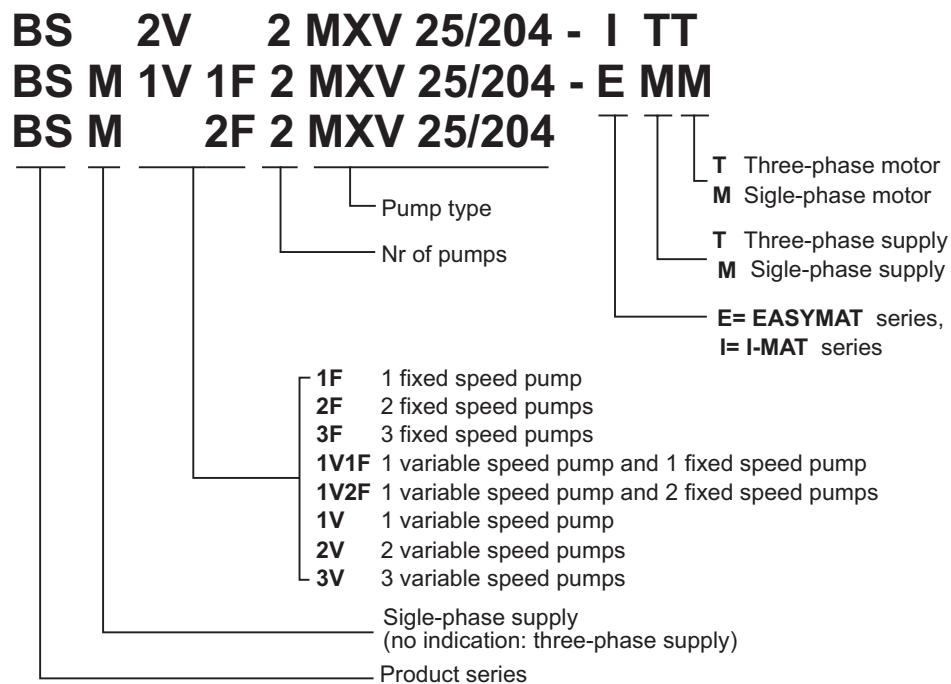 BS 2V 2 MXV 25/204 - I TT
BS M 1V 1F 2 MXV 25/204 - E MM
BS M 2F 2 MXV 25/204
T Three-phase motor
M Sigle-phase motor
Pump type
T Three-phase supply
Nr of pumps
M Sigle-phase supply
E= EASYMAT series,
I= I-MAT series
1F 1 fixed speed pump
2F 2 fixed speed pumps
3F 3 fixed speed pumps
1V1F 1 variable speed pump and 1 fixed speed pump
1V2F 1 variable speed pump and 2 fixed speed pumps
1V 1 variable speed pump
2V 2 variable speed pumps
3V 3 variable speed pumps
Sigle-phase supply
(no indication: three-phase supply)
Product series